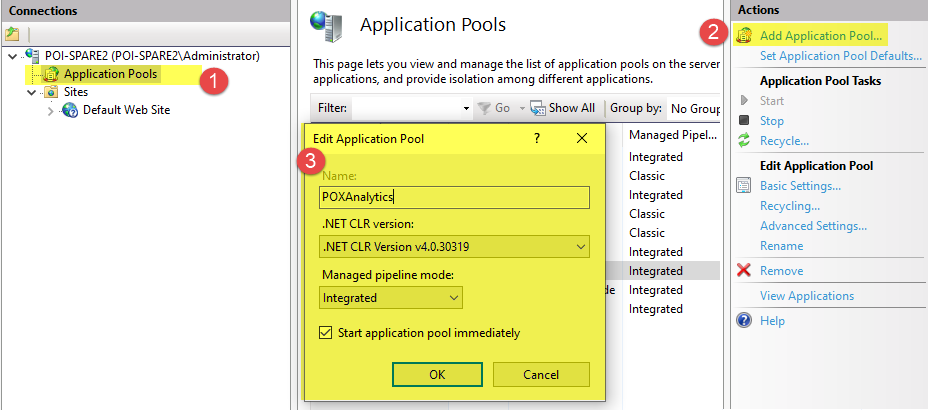 Connections
POI-SPARE2 (POI-SPARE2\Administrator)
Application Pools
1
Sites
Default Web Site
Application Pools
This page lets you view and manage the list of application pools on the server
applications, and provide isolation among different applications.
Filter:
Go
Show All
Group by:
No Group
Managed Pipel...
Integrated
Classic
Integrated
Classic
Classic
Integrated
Integrated
Integrated
Integrated
Edit Application Pool
?
3
Name:
POXAnalytics
.NET CLR version:
.NET CLR Version v4.0.30319
Managed pipeline mode:
Integrated
Start application pool immediately
OK
Cancel
Actions
2
Add Application Pool...
Set Application Pool Defaults...
Application Pool Tasks
Start
Stop
Recycle...
Edit Application Pool
Basic Settings...
Recycling...
Advanced Settings...
Rename
Remove
View Applications
Help